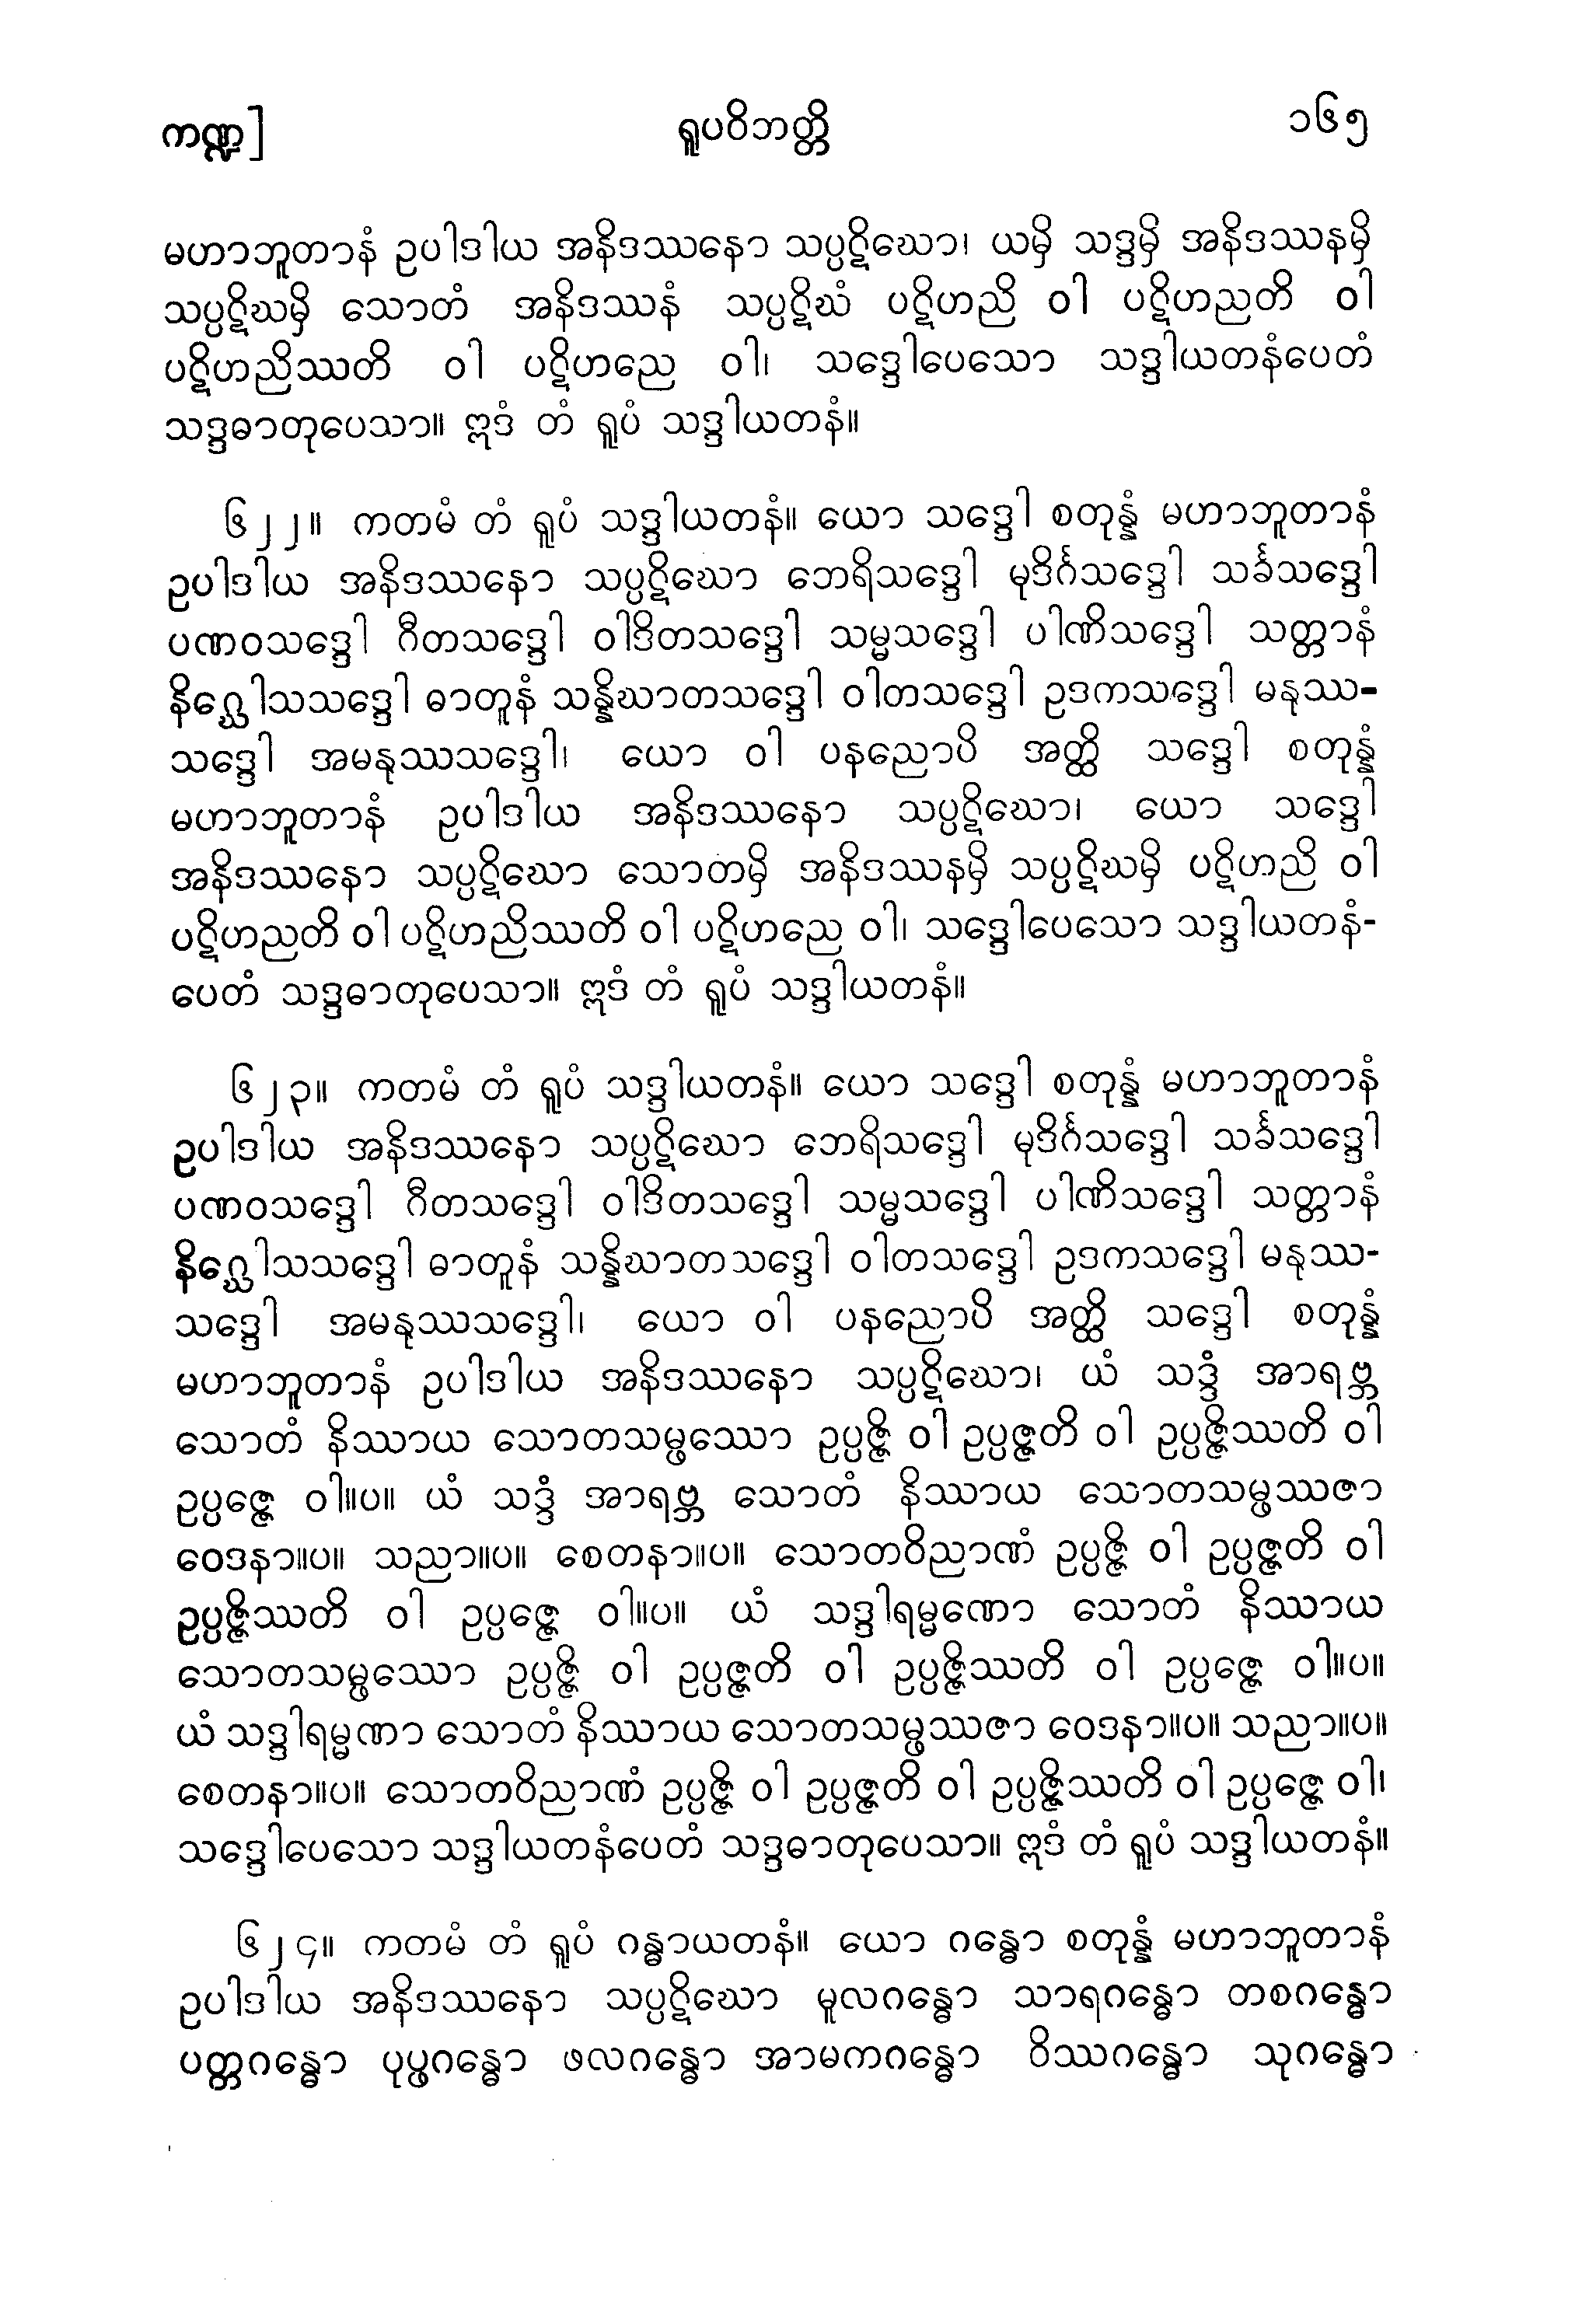 ကဏ္ဍ] ရူပဝိဘတ္တိ ၁၆၅
မဟာဘူတာနံ ဥပါဒါယ အနိဒဿနော သပ္ပဋိဃော၊ ယမှိ သဒ္ဒမှိ အနိဒဿနမှိ
သပ္ပဋိဃမှိ သောတံ အနိဒဿနံ သပ္ပဋိဃံ ပဋိဟညိ ဝါ ပဋိဟညတိ ဝါ
ပဋိဟညိဿတိ ဝါ ပဋိဟညေ ဝါ၊ သဒ္ဒေါပေသော သဒ္ဒါယတနံပေတံ
သဒ္ဒဓာတုပေသာ။ ဣဒံ တံ ရူပံ သဒ္ဒါယတနံ။
၆၂၂။ ကတမံ တံ ရူပံ သဒ္ဒါယတနံ။ ယော သဒ္ဒေါ စတုန္နံ မဟာဘူတာနံ
ဥပါဒါယ အနိဒဿနော သပ္ပဋိဃော ဘေရိသဒ္ဒေါ မုဒိင်္ဂသဒ္ဒေါ သင်္ခသဒ္ဒေါ
ပဏဝသဒ္ဒေါ ဂီတသဒ္ဒေါ ဝါဒိတသဒ္ဒေါ သမ္မသဒ္ဒေါ ပါဏိသဒ္ဒေါ သတ္တာနံ
နိဂ္ဃေါသသဒ္ဒေါ ဓာတူနံ သန္နိဃာတသဒ္ဒေါ ဝါတသဒ္ဒေါ ဥဒကသဒ္ဒေါ မနုဿ-
သဒ္ဒေါ အမနုဿသဒ္ဒေါ၊ ယော ဝါ ပနညောပိ အတ္ထိ သဒ္ဒေါ စတုန္နံ
မဟာဘူတာနံ ဥပါဒါယ အနိဒဿနော သပ္ပဋိဃော၊ ယော သဒ္ဒေါ
အနိဒဿနော သပ္ပဋိဃော သောတမှိ အနိဒဿနမှိ သပ္ပဋိဃမှိ ပဋိဟညိ ဝါ
ပဋိဟညတိ ဝါ ပဋိဟညိဿတိ ဝါ ပဋိဟညေ ဝါ၊ သဒ္ဒေါပေသော သဒ္ဒါယတနံ-
ပေတံ သဒ္ဒဓာတုပေသာ။ ဣဒံ တံ ရူပံ သဒ္ဒါယတနံ။
၆၂၃။ ကတမံ တံ ရူပံ သဒ္ဒါယတနံ။ ယော သဒ္ဒေါ စတုန္နံ မဟာဘူတာနံ
ဥပါဒါယ အနိဒဿနော သပ္ပဋိဃော ဘေရိသဒ္ဒေါ မုဒိင်္ဂသဒ္ဒေါ သင်္ခသဒ္ဒေါ
ပဏဝသဒ္ဒေါ ဂီတသဒ္ဒေါ ဝါဒိတသဒ္ဒေါ သမ္မသဒ္ဒေါ ပါဏိသဒ္ဒေါ သတ္တာနံ
နိဂ္ဃေါသသဒ္ဒေါ ဓာတူနံ သန္နိဃာတသဒ္ဒေါ ဝါတသဒ္ဒေါ ဥဒကသဒ္ဒေါ မနုဿ-
သဒ္ဒေါ အမနုဿသဒ္ဒေါ၊ ယော ဝါ ပနညောပိ အတ္ထိ သဒ္ဒေါ စတုန္နံ
မဟာဘူတာနံ ဥပါဒါယ အနိဒဿနော သပ္ပဋိဃော၊ ယံ သဒ္ဒံ အာရဗ္ဘ
သောတံ နိဿာယ သောတသမ္ဖဿော ဥပ္ပဇ္ဇိ ဝါ ဥပ္ပဇ္ဇတိ ဝါ ဥပ္ပဇ္ဇိဿတိ ဝါ
ဥပ္ပဇ္ဇေ ဝါ။ပ။ ယံ သဒ္ဒံ အာရဗ္ဘ သောတံ နိဿာယ သောတသမ္ဖဿဇာ
ဝေဒနာ။ပ။ သညာ။ပ။ စေတနာ။ပ။ သောတဝိညာဏံ ဥပ္ပဇ္ဇိ ဝါ ဥပ္ပဇ္ဇတိ ဝါ
ဥပ္ပဇ္ဇိဿတိ ဝါ ဥပ္ပဇ္ဇေ ဝါ။ပ။ ယံ သဒ္ဒါရမ္မဏော သောတံ နိဿာယ
သောတသမ္ဖဿော ဥပ္ပဇ္ဇိ ဝါ ဥပ္ပဇ္ဇတိ ဝါ ဥပ္ပဇ္ဇိဿတိ ဝါ ဥပ္ပဇ္ဇေ ဝါ။ပ။
ယံ သဒ္ဒါရမ္မဏာ သောတံ နိဿာယ သောတသမ္ဖဿဇာ ဝေဒနာ။ပ။ သညာ။ပ။
စေတနာ။ပ။ သောတဝိညာဏံ ဥပ္ပဇ္ဇိ ဝါ ဥပ္ပဇ္ဇတိ ဝါ ဥပ္ပဇ္ဇိဿတိ ဝါ ဥပ္ပဇ္ဇေ ဝါ၊
သဒ္ဒေါပေသော သဒ္ဒါယတနံပေတံ သဒ္ဒဓာတုပေသာ။ ဣဒံ တံ ရူပံ သဒ္ဒါယတနံ။
၆၂၄။ ကတမံ တံ ရူပံ ဂန္ဓာယတနံ။ ယော ဂန္ဓော စတုန္နံ မဟာဘူတာနံ
ဥပါဒါယ အနိဒဿနော သပ္ပဋိဃော မူလဂန္ဓော သာရဂန္ဓော တစဂန္ဓော
ပတ္တဂန္ဓော ပုပ္ဖဂန္ဓော ဖလဂန္ဓော အာမကဂန္ဓော ဝိဿဂန္ဓော သုဂန္ဓော